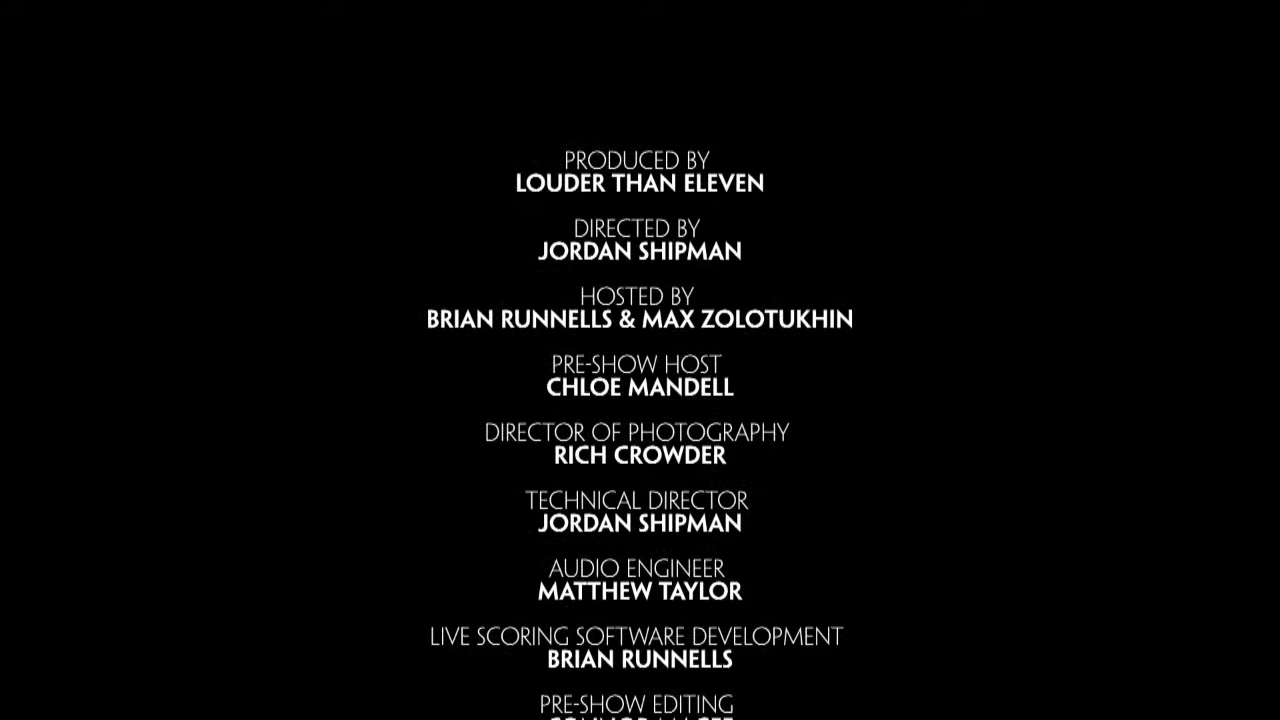 PRODUCED BY
LOUDER THAN ELEVEN
DIRECTED BY
JORDAN SHIPMAN
HOSTED BY
BRIAN RUNNELLS & MAX ZOLOTUKHIN
PRE-SHOW HOST
CHLOE MANDELL
DIRECTOR OF PHOTOGRAPHY
RICH CROWDER
TECHNICAL DIRECTOR
JORDAN SHIPMAN
AUDIO ENGINEER
MATTHEW TAYLOR
LIVE SCORING SOFTWARE DEVELOPMENT
BRIAN RUNNELLS
PRE-SHOW EDITING